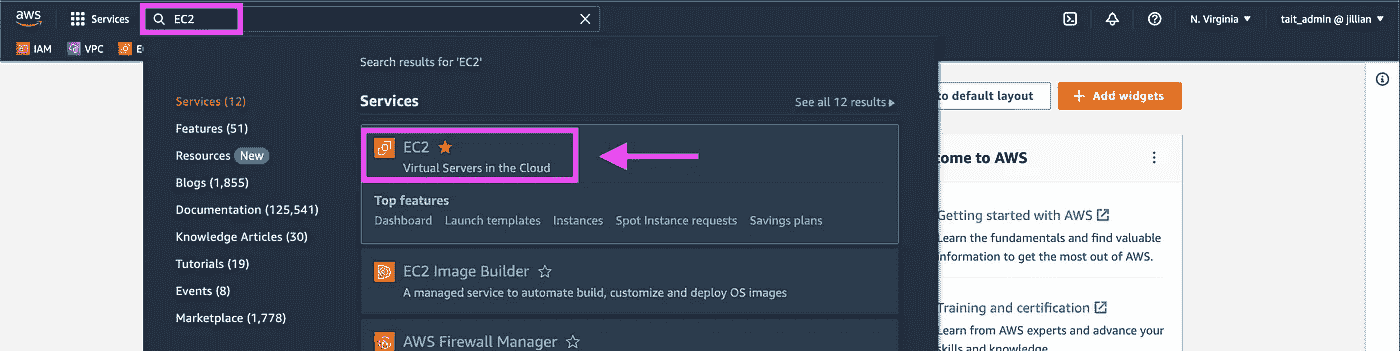 aws
Services
EC2
N. Virginia
tait_admin @ jillian
IAM
VPC
Search results for 'EC2'
Services (12)
Features (51)
Resources New
Blogs (1,855)
Documentation (125,541)
Knowledge Articles (30)
Tutorials (19)
Events (8)
Marketplace (1,778)
Services
See all 12 results
EC2
Virtual Servers in the Cloud
Top features
Dashboard Launch templates Instances Spot Instance requests Savings plans
EC2 Image Builder
A managed service to automate build, customize and deploy OS images
AWS Firewall Manager
to default layout
+ Add widgets
come to AWS
Getting started with AWS
Learn the fundamentals and find valuable
information to get the most out of AWS.
Training and certification
Learn from AWS experts and advance your
skills and knowledge